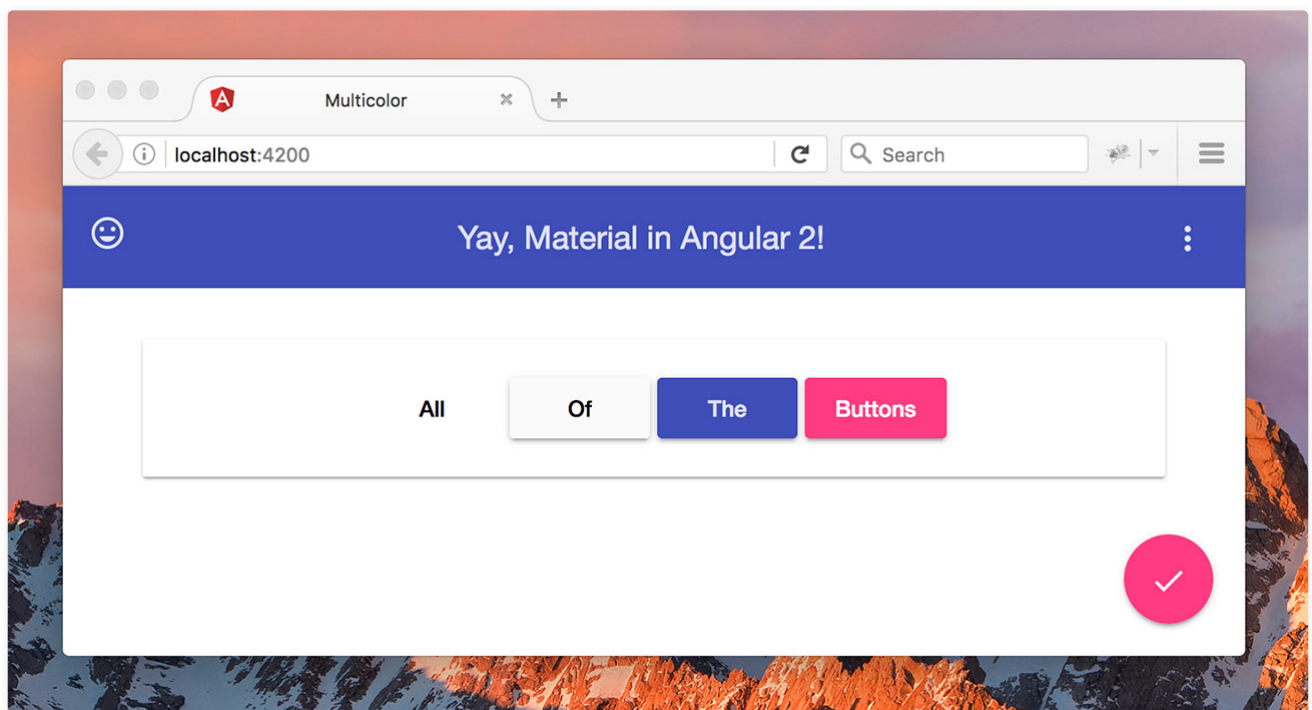 Multicolor
localhost:4200
Search
Yay, Material in Angular 2!
All Of The Buttons